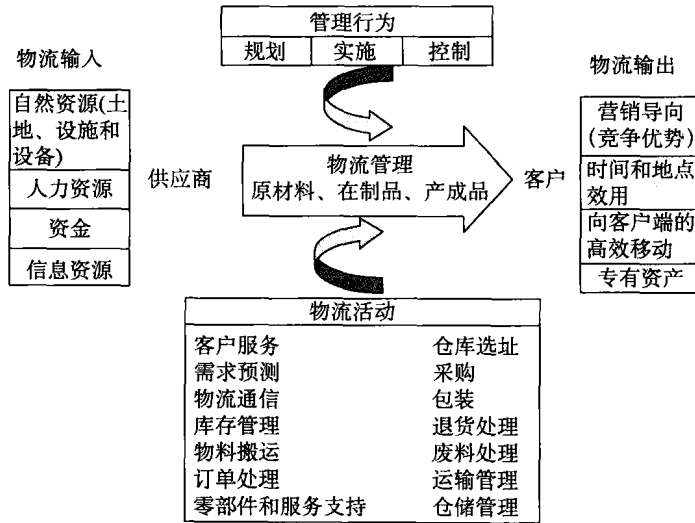 管理行为
规划 实施 控制
物流输入
自然资源(土
地、设施和
设备)
人力资源
资金
信息资源
供应商
物流管理
原材料、在制品、产成品
客户
物流输出
营销导向
(竞争优势)
时间和地点
效用
向客户端的
高效移动
专有资产
物流活动
客户服务 仓库选址
需求预测 采购
物流通信 包装
库存管理 退货处理
物料搬运 废料处理
订单处理 运输管理
零部件和服务支持 仓储管理